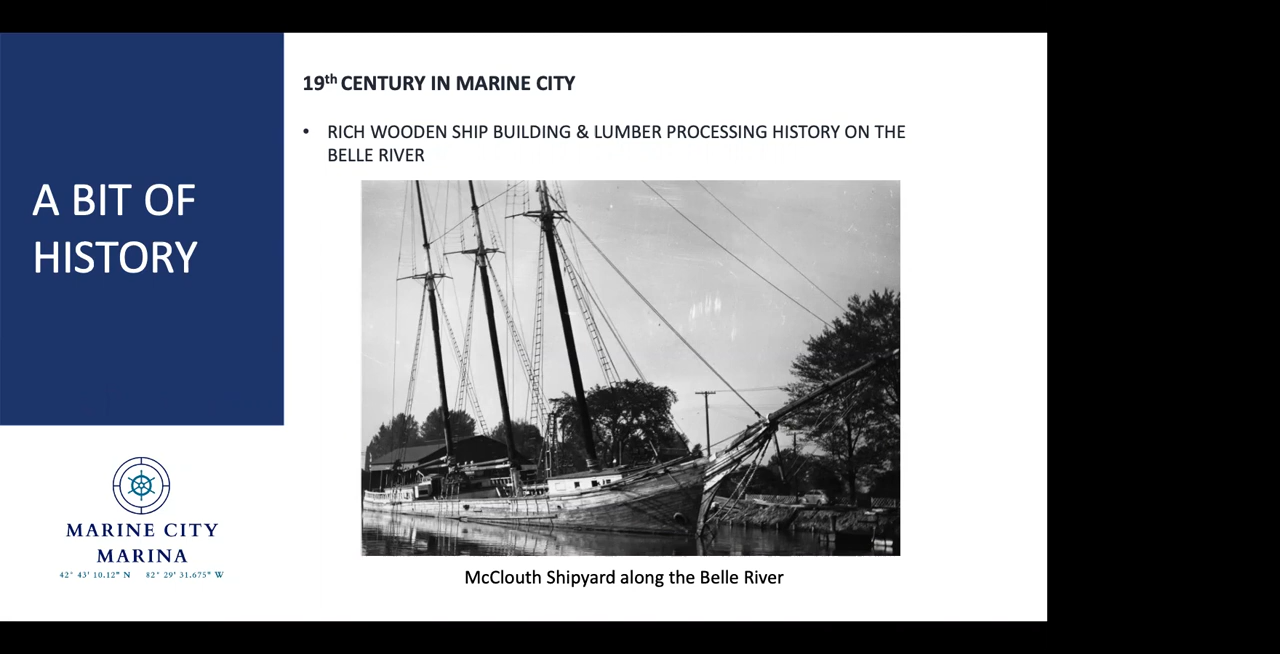 A BIT OF
HISTORY
19th CENTURY IN MARINE CITY
• RICH WOODEN SHIP BUILDING & LUMBER PROCESSING HISTORY ON THE
BELLE RIVER
McClouth Shipyard along the Belle River
MARINE CITY
MARINA
42° 43' 10.12" N 82° 29' 31.675" W